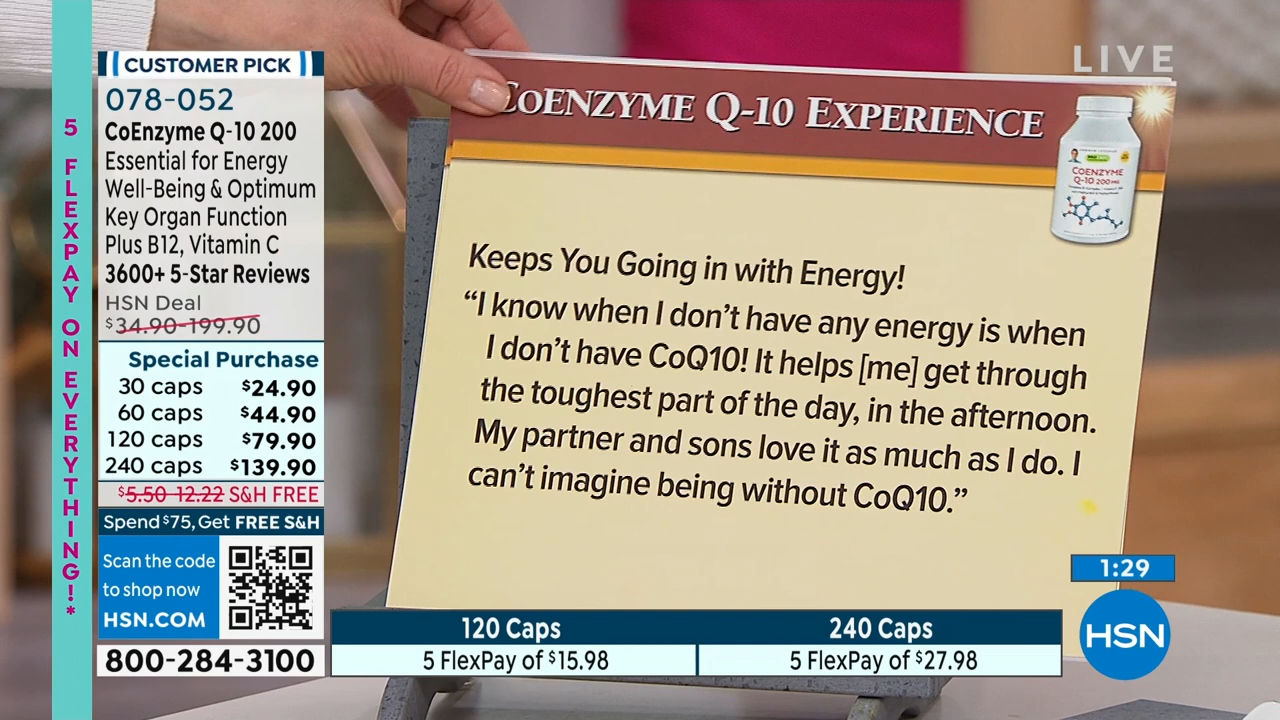 5 FLEXPAY ON EVERYTHING!*
CUSTOMER PICK
078-052
CoEnzyme Q-10 200
Essential for Energy
Well-Being & Optimum
Key Organ Function
Plus B12, Vitamin C
3600+ 5-Star Reviews
HSN Deal
$34.90-199.90
Special Purchase
30 caps $24.90
60 caps $44.90
120 caps $79.90
240 caps $139.90
$5.50-12.22 S&H FREE
Spend $75, Get FREE S&H
Scan the code
to shop now
HSN.COM
800-284-3100
LIVE
COENZYME Q-10 EXPERIENCE
COENZYME
Q-10 200 mg
Keeps You Going in with Energy!
“I know when I don’t have any energy is when
I don’t have CoQ10! It helps [me] get through
the toughest part of the day, in the afternoon.
My partner and sons love it as much as I do. I
can’t imagine being without CoQ10.”
1:29
HSN
120 Caps 240 Caps
5 FlexPay of $15.98 5 FlexPay of $27.98